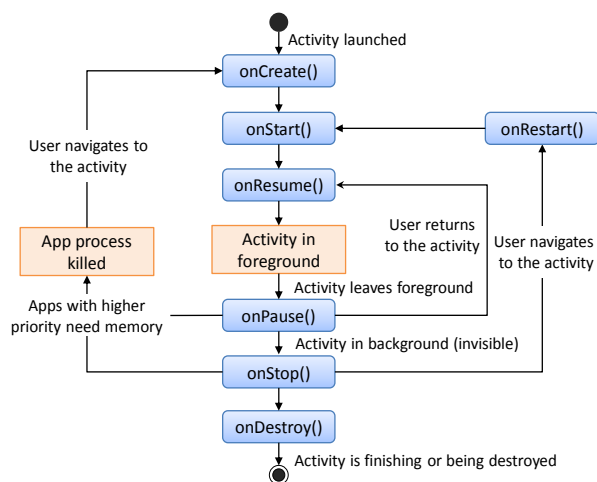 Activity launched
onCreate()
onStart()
onRestart()
User navigates to
the activity
onResume()
App process
killed
Activity in
foreground
User returns
to the activity
User navigates
to the activity
Activity leaves foreground
Apps with higher
priority need memory
onPause()
Activity in background (invisible)
onStop()
onDestroy()
Activity is finishing or being destroyed